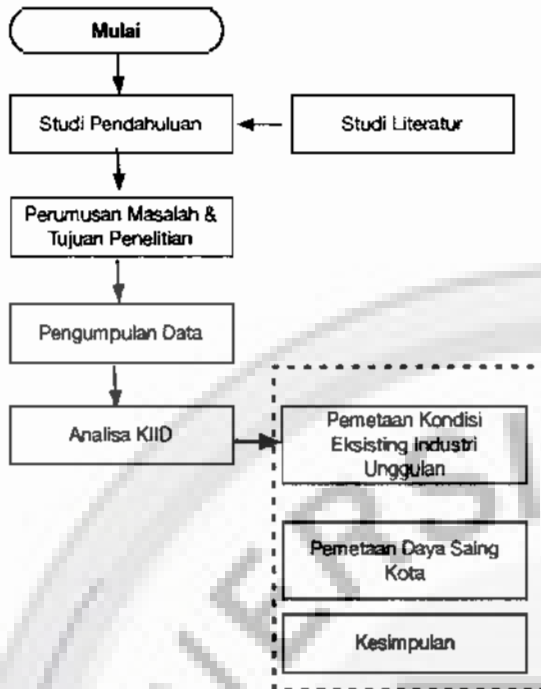 Mulai
Studi Pendahuluan
Studi Literatur
Perumusan Masalah &
Tujuan Penelitian
Pengumpulan Data
Analisa KIID
Pemetaan Kondisi
Eksisting Industri
Unggulan
Pemetaan Daya Saing
Kota
Kesimpulan